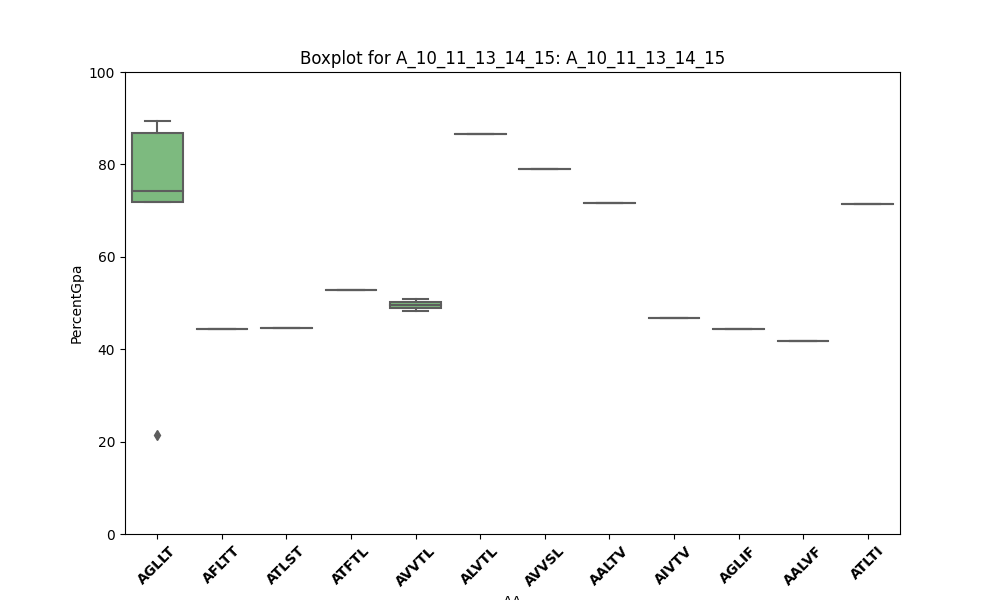 Boxplot for A_10_11_13_14_15: A_10_11_13_14_15
100
80
60
40
20
0
PercentGpa
AGLLT
AFLTT
ATLST
ATFTL
AVVTL
ALVTL
AVVSL
AALTV
AIVTV
AGLIF
AALVF
ATLTI
AA